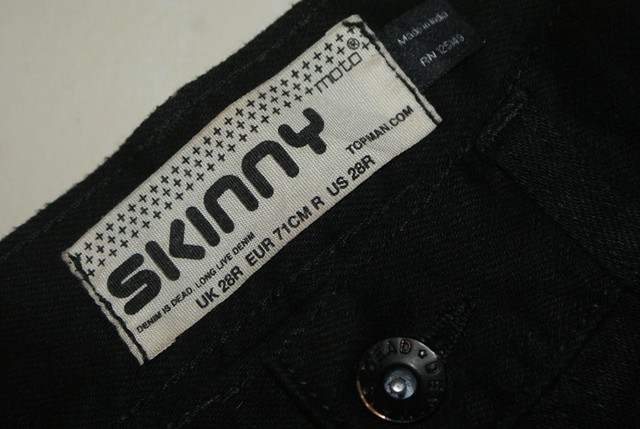 Made in India
RN 125149
moto®
SKINNY
TOPMAN.COM
DENIM IS DEAD. LONG LIVE DENIM
UK 28R EUR 71CM R US 28R
DEAD